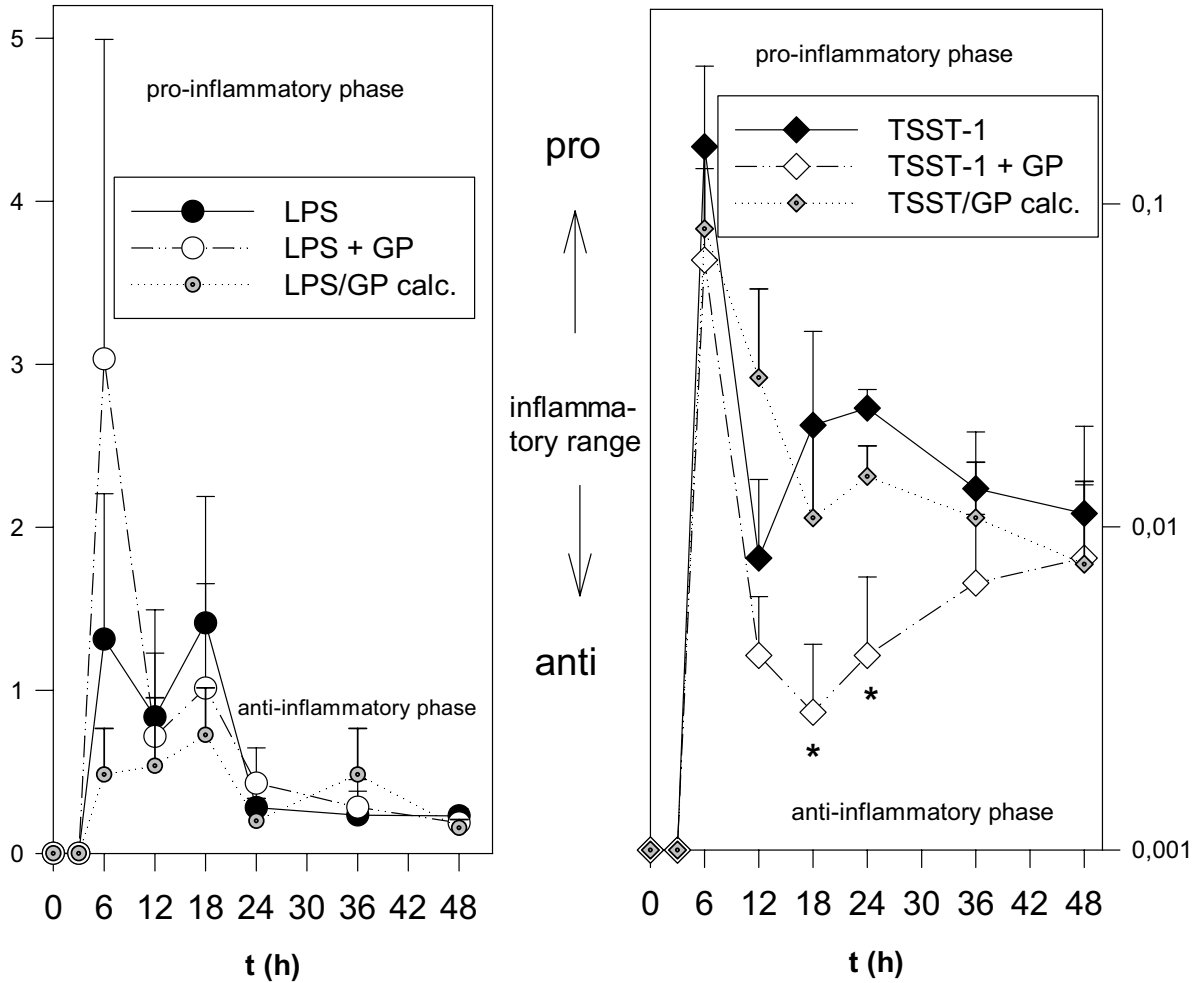 5
4
3
2
1
0
pro-inflammatory phase
LPS
LPS + GP
LPS/GP calc.
anti-inflammatory phase
0 6 12 18 24 30 36 42 48
t (h)
pro
inflamma-
tory range
anti
pro-inflammatory phase
TSST-1
TSST-1 + GP
TSST/GP calc.
*
*
anti-inflammatory phase
0,1
0,01
0,001
0 6 12 18 24 30 36 42 48
t (h)